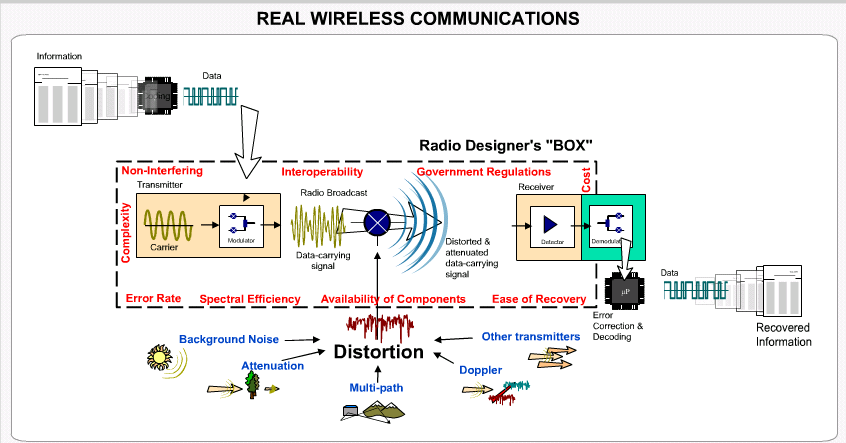 REAL WIRELESS COMMUNICATIONS
Information
Data
Radio Designer's "BOX"
Non-Interfering
Interoperability
Government Regulations
Cost
Complexity
Transmitter
Carrier
Modulator
Radio Broadcast
Data-carrying
signal
Distorted &
attenuated
data-carrying
signal
Receiver
Detector
Error Rate
Spectral Efficiency
Availability of Components
Ease of Recovery
µP
Error
Correction &
Decoding
Data
Recovered
Information
Background Noise
Attenuation
Distortion
Multi-path
Other transmitters
Doppler